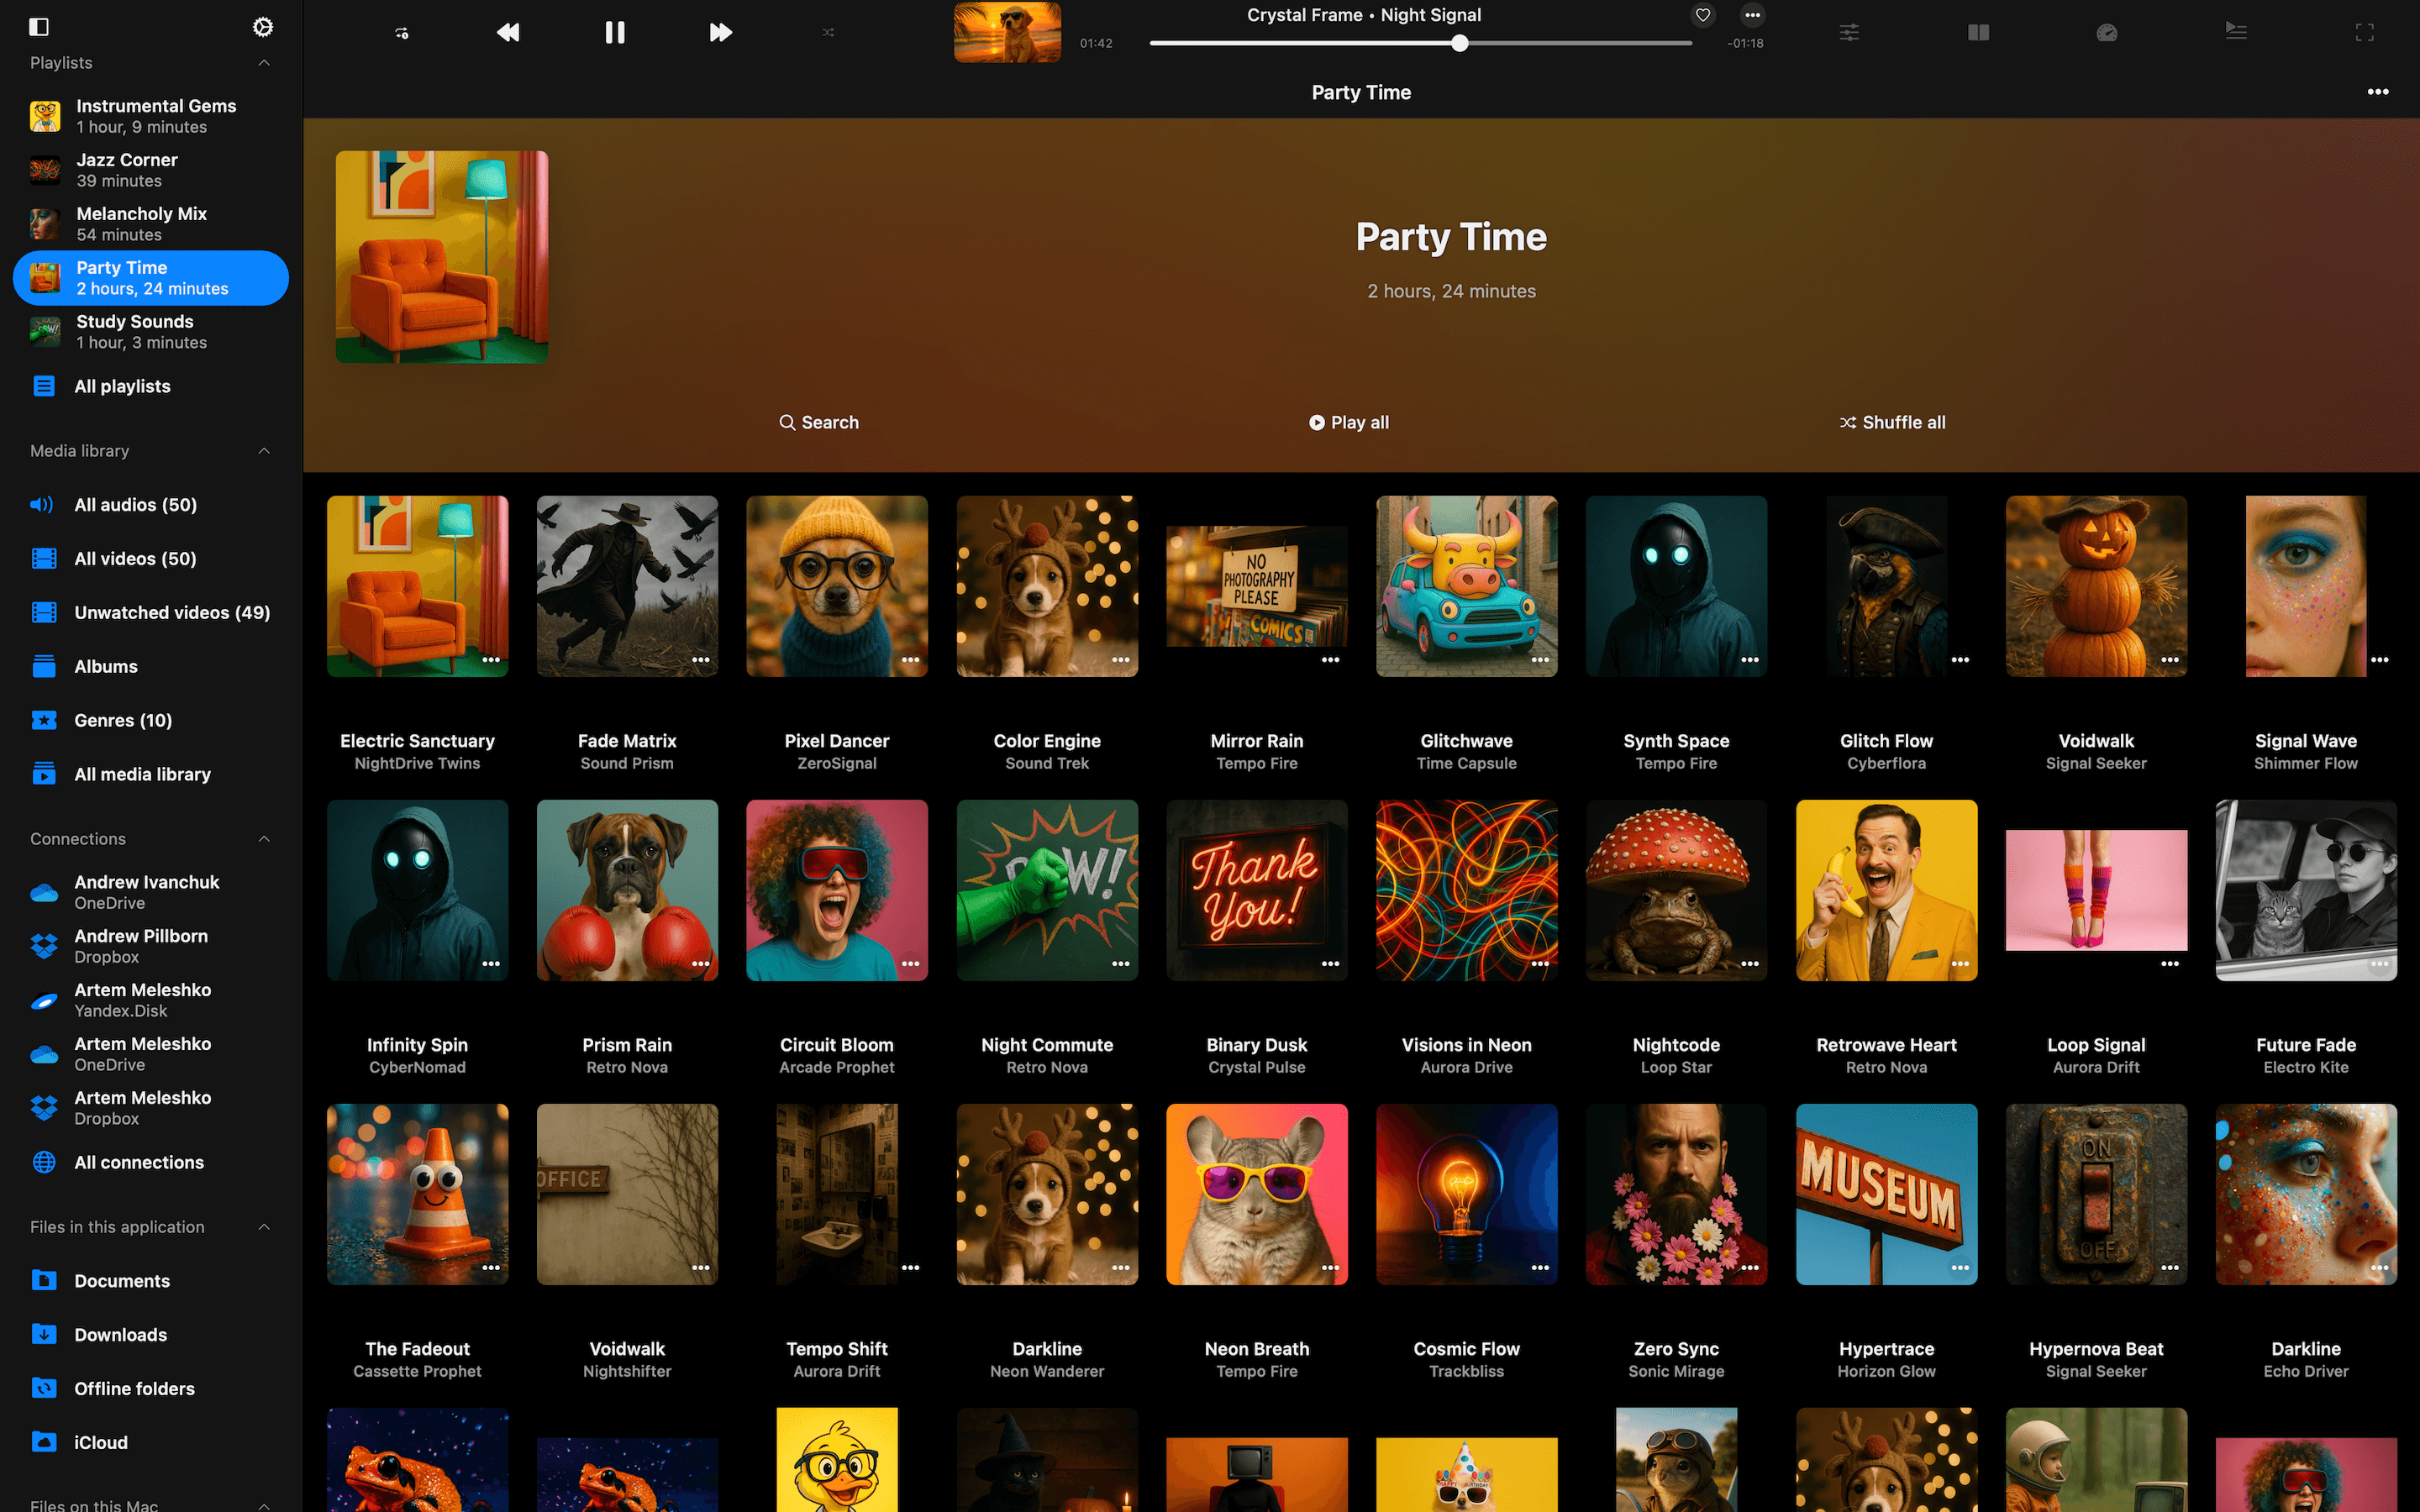 Playlists
Instrumental Gems
1 hour, 9 minutes
Jazz Corner
39 minutes
Melancholy Mix
54 minutes
Party Time
2 hours, 24 minutes
Study Sounds
1 hour, 3 minutes
All playlists
Media library
All audios (50)
All videos (50)
Unwatched videos (49)
Albums
Genres (10)
All media library
Connections
Andrew Ivanchuk
OneDrive
Andrew Pillborn
Dropbox
Artem Meleshko
Yandex.Disk
Artem Meleshko
OneDrive
Artem Meleshko
Dropbox
All connections
Files in this application
Documents
Downloads
Offline folders
iCloud
Files on this Mac
Crystal Frame • Night Signal
01:42
-01:18
Party Time
Party Time
2 hours, 24 minutes
Search
Play all
Shuffle all
NO
PHOTOGRAPHY
PLEASE
COMICS
Electric Sanctuary
NightDrive Twins
Fade Matrix
Sound Prism
Pixel Dancer
ZeroSignal
Color Engine
Sound Trek
Mirror Rain
Tempo Fire
Glitchwave
Time Capsule
Synth Space
Tempo Fire
Glitch Flow
Cyberflora
Voidwalk
Signal Seeker
Signal Wave
Shimmer Flow
POW!
Thank
You!
Infinity Spin
CyberNomad
Prism Rain
Retro Nova
Circuit Bloom
Arcade Prophet
Night Commute
Retro Nova
Binary Dusk
Crystal Pulse
Visions in Neon
Aurora Drive
Nightcode
Loop Star
Retrowave Heart
Retro Nova
Loop Signal
Aurora Drift
Future Fade
Electro Kite
OFFICE
MUSEUM
ON
OFF
The Fadeout
Cassette Prophet
Voidwalk
Nightshifter
Tempo Shift
Aurora Drift
Darkline
Neon Wanderer
Neon Breath
Tempo Fire
Cosmic Flow
Trackbliss
Zero Sync
Sonic Mirage
Hypertrace
Horizon Glow
Hypernova Beat
Signal Seeker
Darkline
Echo Driver